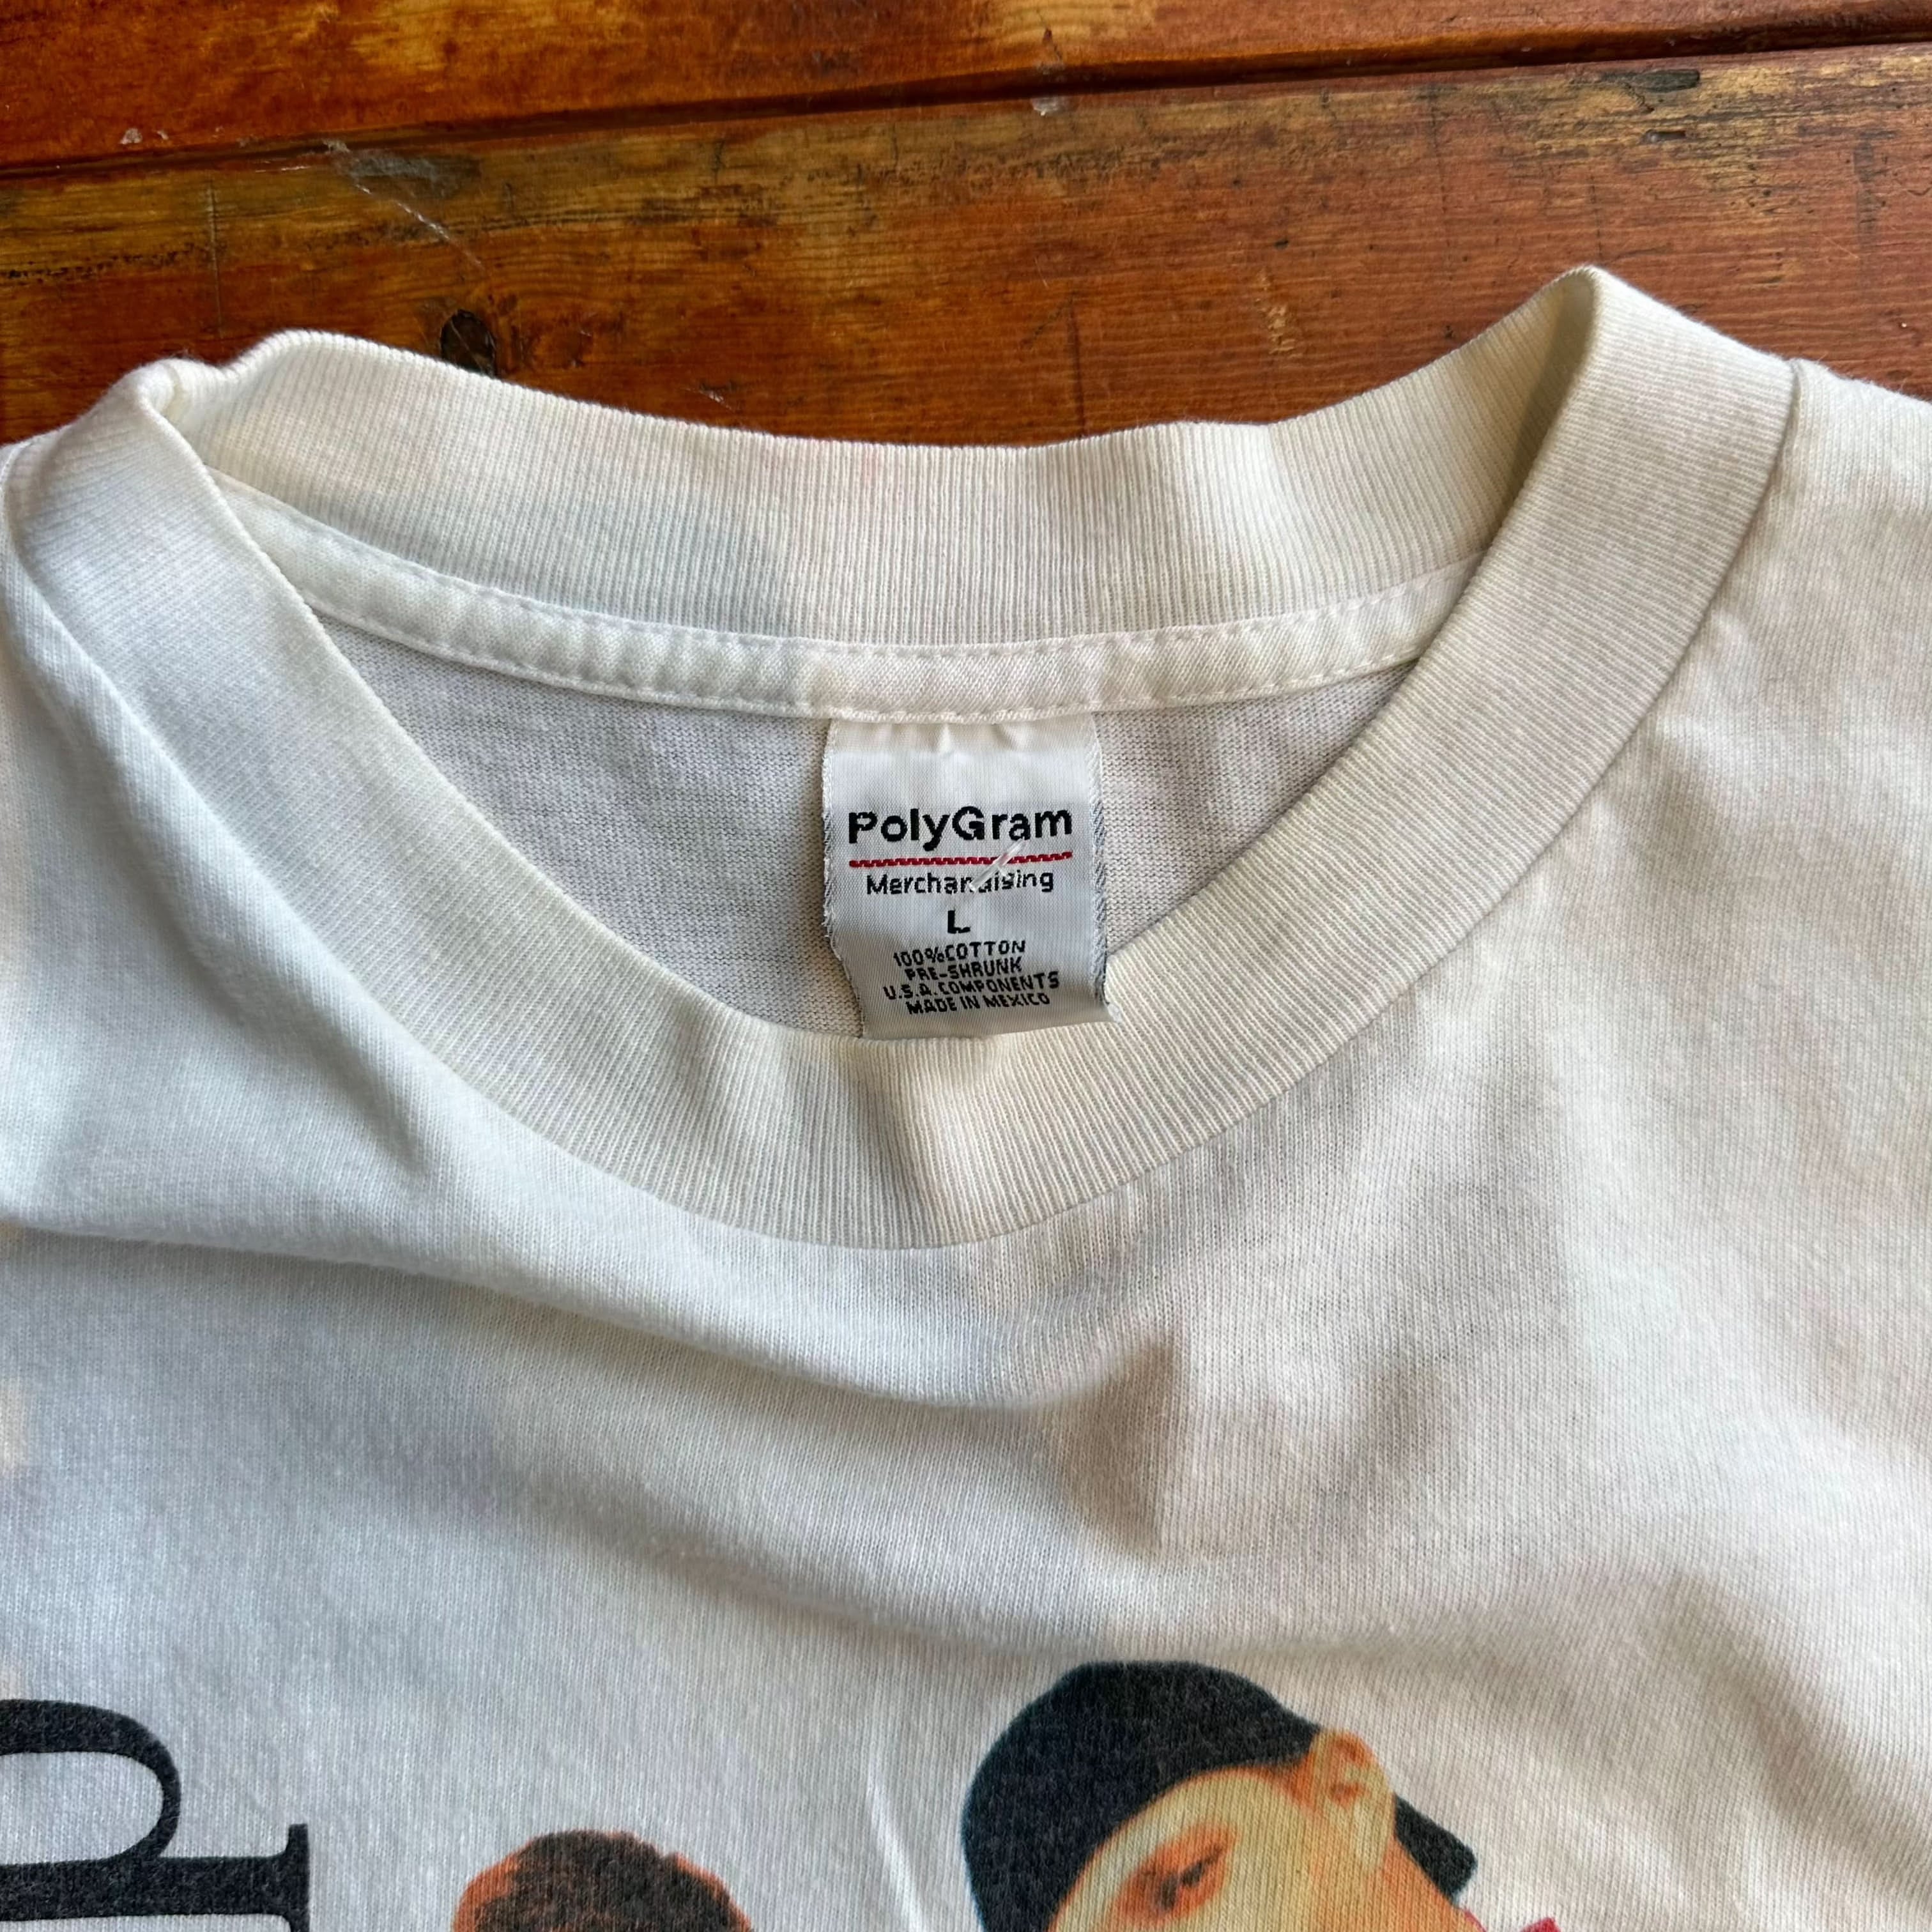 PolyGram
Merchandising
L
100% COTTON
PRE-SHRUNK
U.S.A. COMPONENTS
MADE IN MEXICO